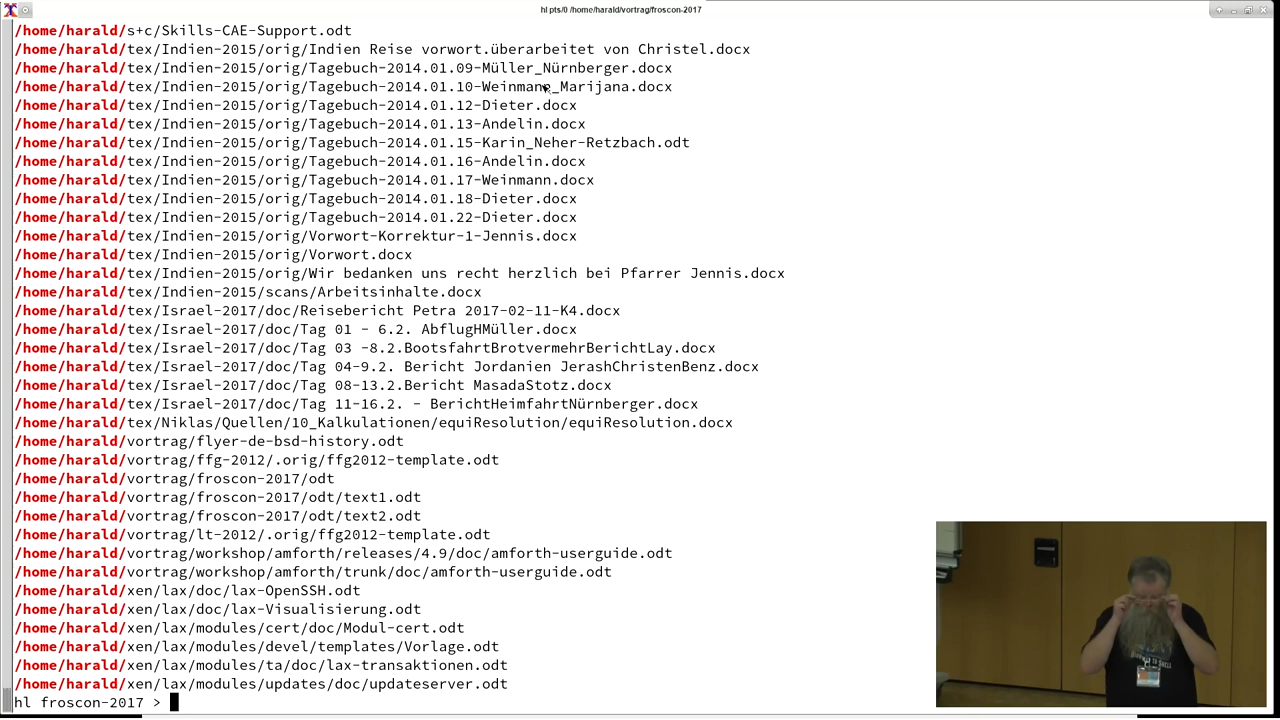 hl pts/0 /home/harald/vortrag/froscon-2017
/home/harald/s+c/Skills-CAE-Support.odt
/home/harald/tex/Indien-2015/orig/Indien Reise vorwort.überarbeitet von Christel.docx
/home/harald/tex/Indien-2015/orig/Tagebuch-2014.01.09-Müller_Nürnberger.docx
/home/harald/tex/Indien-2015/orig/Tagebuch-2014.01.10-Weinmann_Marijana.docx
/home/harald/tex/Indien-2015/orig/Tagebuch-2014.01.12-Dieter.docx
/home/harald/tex/Indien-2015/orig/Tagebuch-2014.01.13-Andelin.docx
/home/harald/tex/Indien-2015/orig/Tagebuch-2014.01.15-Karin_Neher-Retzbach.odt
/home/harald/tex/Indien-2015/orig/Tagebuch-2014.01.16-Andelin.docx
/home/harald/tex/Indien-2015/orig/Tagebuch-2014.01.17-Weinmann.docx
/home/harald/tex/Indien-2015/orig/Tagebuch-2014.01.18-Dieter.docx
/home/harald/tex/Indien-2015/orig/Tagebuch-2014.01.22-Dieter.docx
/home/harald/tex/Indien-2015/orig/Vorwort-Korrektur-1-Jennis.docx
/home/harald/tex/Indien-2015/orig/Vorwort.docx
/home/harald/tex/Indien-2015/orig/Wir bedanken uns recht herzlich bei Pfarrer Jennis.docx
/home/harald/tex/Indien-2015/scans/Arbeitsinhalte.docx
/home/harald/tex/Israel-2017/doc/Reisebericht Petra 2017-02-11-K4.docx
/home/harald/tex/Israel-2017/doc/Tag 01 - 6.2. AbflugHMüller.docx
/home/harald/tex/Israel-2017/doc/Tag 03 -8.2.BootsfahrtBrotvermehrBerichtLay.docx
/home/harald/tex/Israel-2017/doc/Tag 04-9.2. Bericht Jordanien JerashChristenBenz.docx
/home/harald/tex/Israel-2017/doc/Tag 08-13.2.Bericht MasadaStotz.docx
/home/harald/tex/Israel-2017/doc/Tag 11-16.2. - BerichtHeimfahrtNürnberger.docx
/home/harald/tex/Niklas/Quellen/10_Kalkulationen/equiResolution/equiResolution.docx
/home/harald/vortrag/flyer-de-bsd-history.odt
/home/harald/vortrag/ffg-2012/.orig/ffg2012-template.odt
/home/harald/vortrag/froscon-2017/odt
/home/harald/vortrag/froscon-2017/odt/text1.odt
/home/harald/vortrag/froscon-2017/odt/text2.odt
/home/harald/vortrag/lt-2012/.orig/ffg2012-template.odt
/home/harald/vortrag/workshop/amforth/releases/4.9/doc/amforth-userguide.odt
/home/harald/vortrag/workshop/amforth/trunk/doc/amforth-userguide.odt
/home/harald/xen/lax/doc/lax-OpenSSH.odt
/home/harald/xen/lax/doc/lax-Visualisierung.odt
/home/harald/xen/lax/modules/cert/doc/Modul-cert.odt
/home/harald/xen/lax/modules/devel/templates/Vorlage.odt
/home/harald/xen/lax/modules/ta/doc/lax-transaktionen.odt
/home/harald/xen/lax/modules/updates/doc/updateserver.odt
hl froscon-2017 >